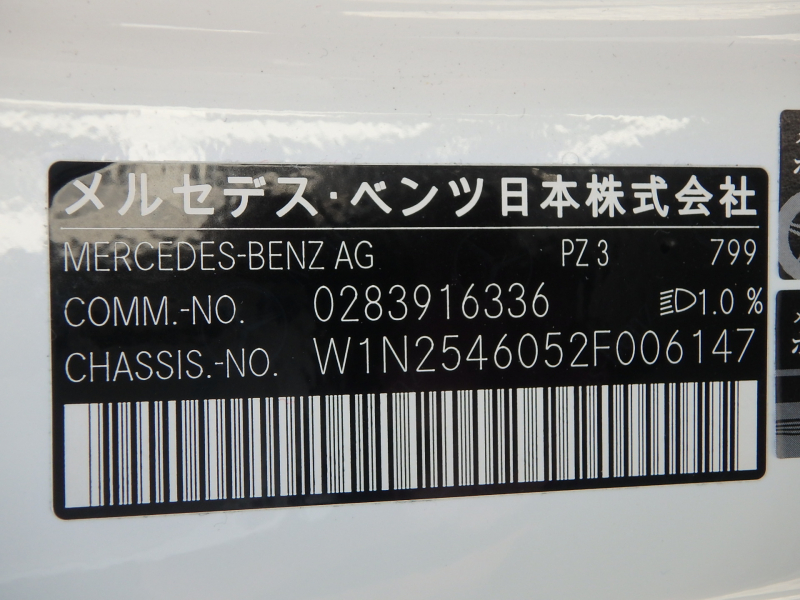 メルセデス・ベンツ日本株式会社
MERCEDES-BENZ AG PZ 3 799
COMM.-NO. 0283916336 1.0 %
CHASSIS.-NO. W1N2546052F006147